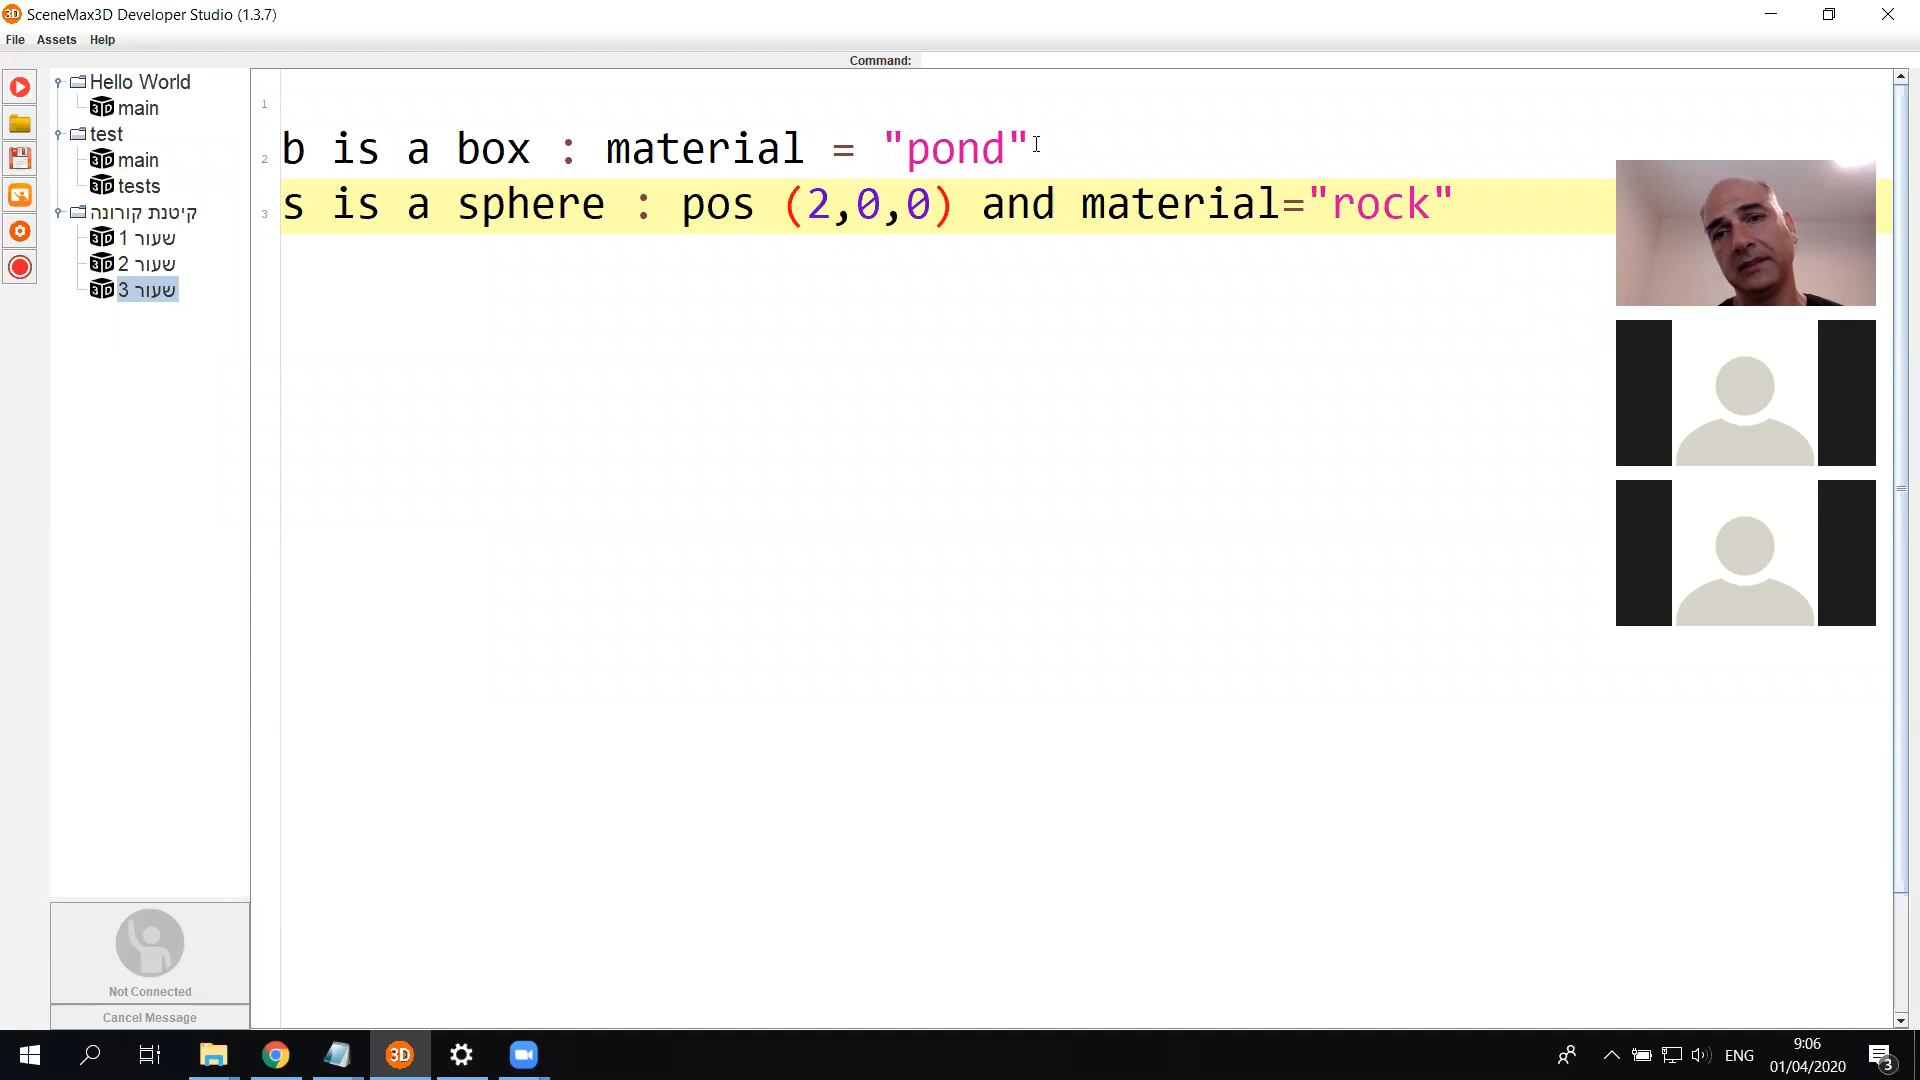 SceneMax3D Developer Studio (1.3.7)
File Assets Help
Command:
Hello World
main
test
main
tests
קיטנת קורונה
שעור 1
שעור 2
שעור 3
1
2 b is a box : material = "pond"
3 s is a sphere : pos (2,0,0) and material="rock"
Not Connected
Cancel Message
ENG
9:06
01/04/2020
3